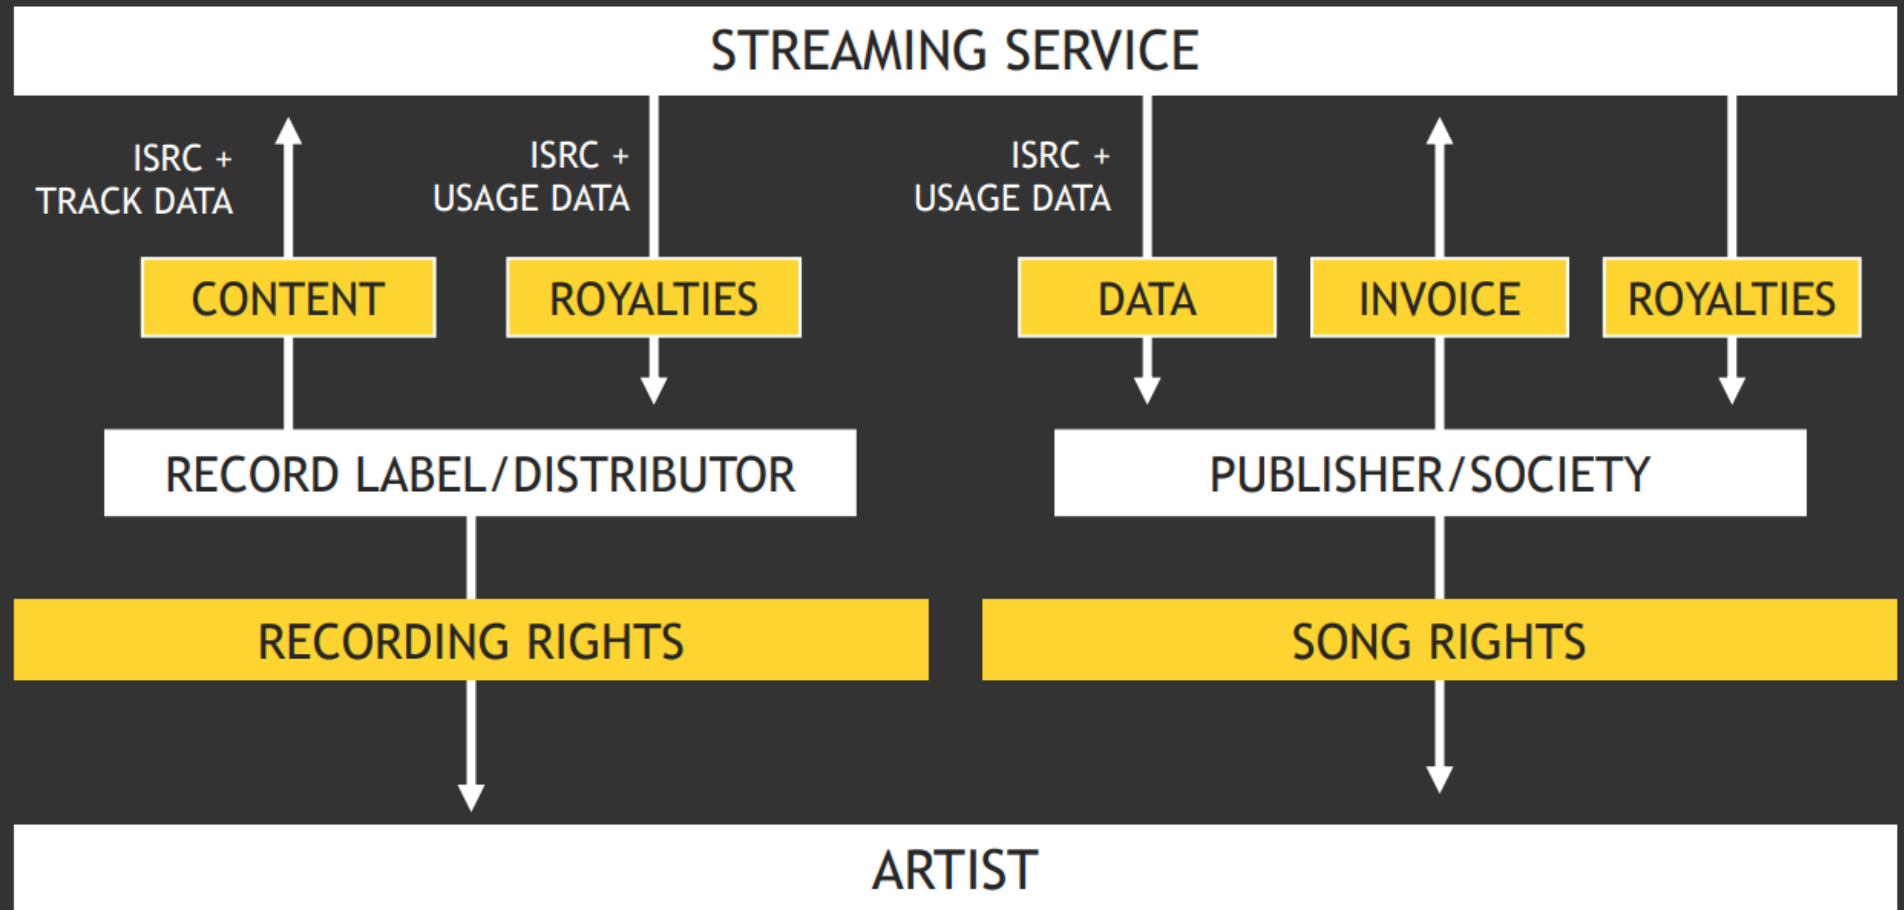 STREAMING SERVICE
ISRC +
TRACK DATA
ISRC +
USAGE DATA
ISRC +
USAGE DATA
CONTENT
ROYALTIES
DATA
INVOICE
ROYALTIES
RECORD LABEL/DISTRIBUTOR
PUBLISHER/SOCIETY
RECORDING RIGHTS
SONG RIGHTS
ARTIST